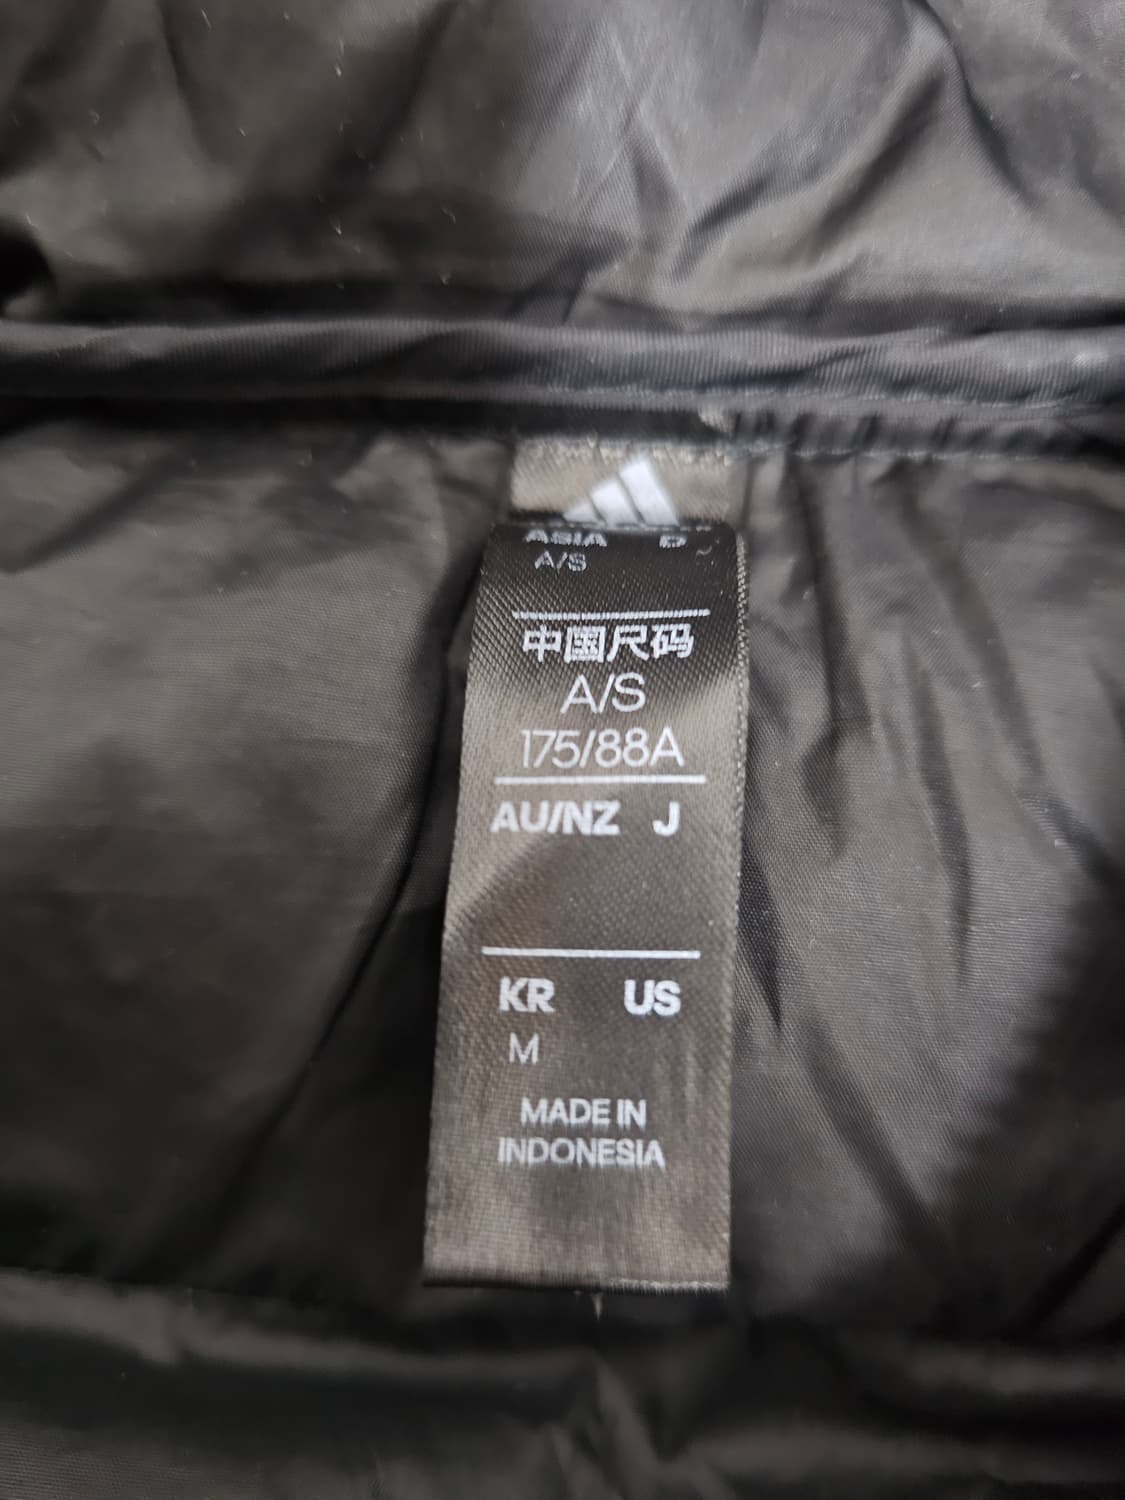 ASIA D
A/S
中国尺码
A/S
175/88A
AU/NZ J
KR US
M
MADE IN
INDONESIA